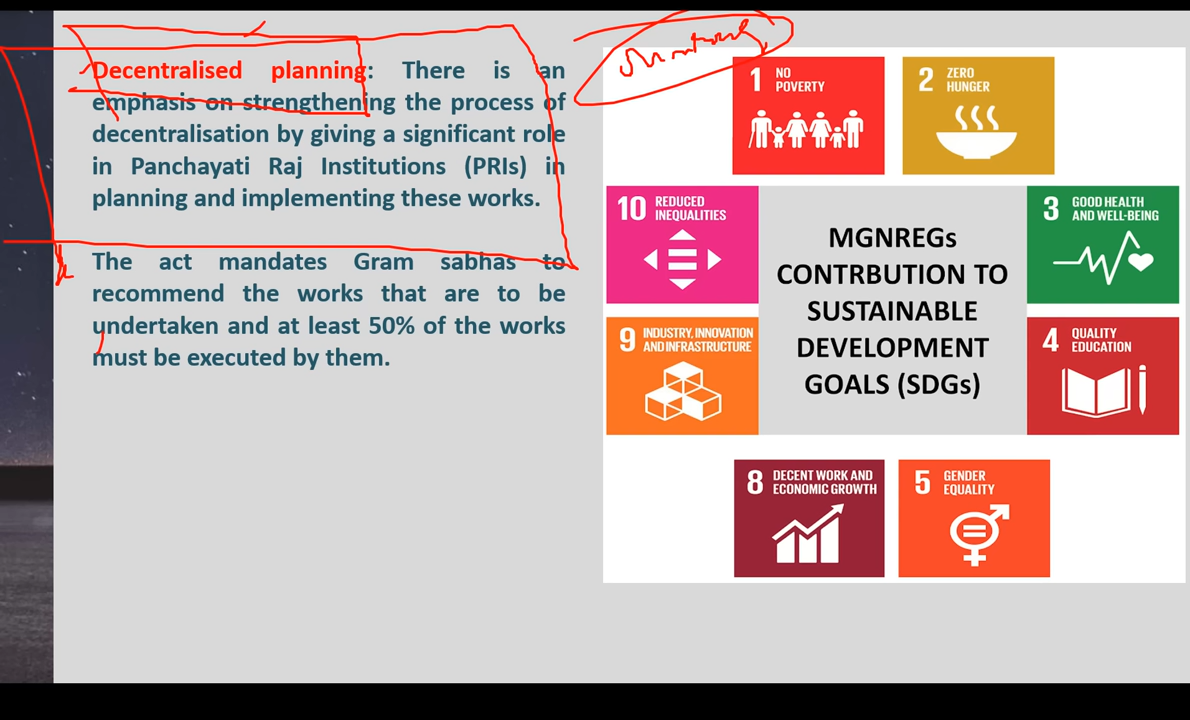 Decentralised planning: There is an
emphasis on strengthening the process of
decentralisation by giving a significant role
in Panchayati Raj Institutions (PRIs) in
planning and implementing these works.
The act mandates Gram sabhas to
recommend the works that are to be
undertaken and at least 50% of the works
must be executed by them.
1 NO
POVERTY
2 ZERO
HUNGER
10 REDUCED
INEQUALITIES
3 GOOD HEALTH
AND WELL-BEING
MGNREGs
CONTRBUTION TO
SUSTAINABLE
DEVELOPMENT
GOALS (SDGs)
9 INDUSTRY, INNOVATION
AND INFRASTRUCTURE
4 QUALITY
EDUCATION
8 DECENT WORK AND
ECONOMIC GROWTH
5 GENDER
EQUALITY